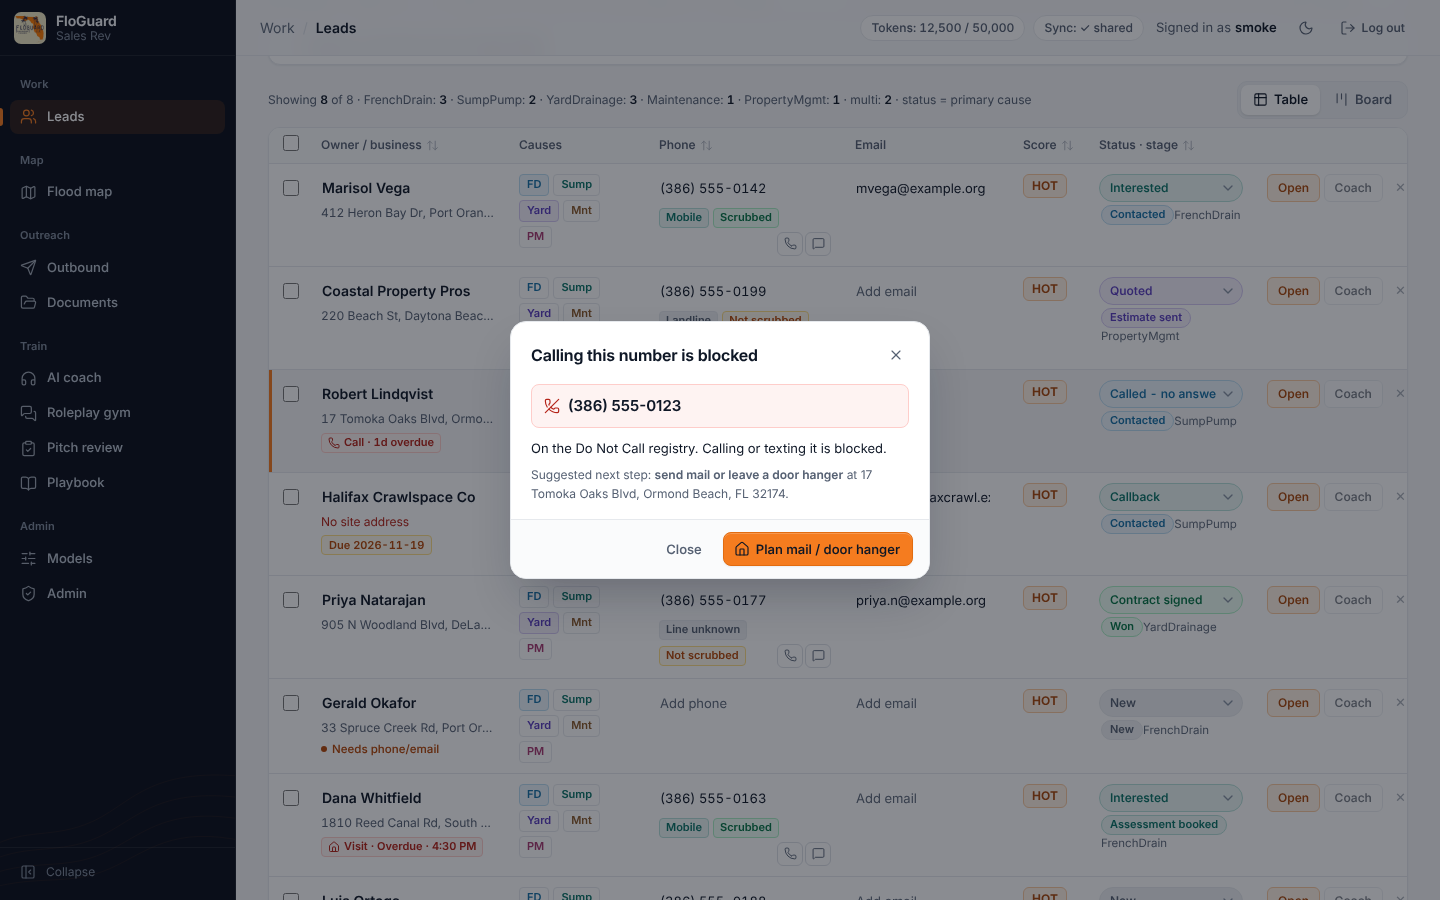 FloGuard
Sales Rev
Work
Leads
Map
Flood map
Outreach
Outbound
Documents
Train
AI coach
Roleplay gym
Pitch review
Playbook
Admin
Models
Admin
Collapse
Work / Leads
Tokens: 12,500 / 50,000
Sync: ✓ shared
Signed in as smoke
Log out
Showing 8 of 8 · FrenchDrain: 3 · SumpPump: 2 · YardDrainage: 3 · Maintenance: 1 · PropertyMgmt: 1 · multi: 2 · status = primary cause
Table
Board
Owner / business
Causes
Phone
Email
Score
Status · stage
Marisol Vega
412 Heron Bay Dr, Port Oran...
FD Sump
Yard Mnt
PM
(386) 555-0142
Mobile Scrubbed
mvega@example.org
HOT
Interested
Contacted FrenchDrain
Open
Coach
Coastal Property Pros
220 Beach St, Daytona Beac...
FD Sump
Yard Mnt
(386) 555-0199
Landline Not scrubbed
Add email
HOT
Quoted
Estimate sent
PropertyMgmt
Open
Coach
Robert Lindqvist
17 Tomoka Oaks Blvd, Ormo...
Call · 1d overdue
HOT
Called - no answe
Contacted SumpPump
Open
Coach
Halifax Crawlspace Co
No site address
Due 2026-11-19
HOT
Callback
Contacted SumpPump
Open
Coach
Calling this number is blocked
(386) 555-0123
On the Do Not Call registry. Calling or texting it is blocked.
Suggested next step: send mail or leave a door hanger at 17
Tomoka Oaks Blvd, Ormond Beach, FL 32174.
Close
Plan mail / door hanger
Priya Natarajan
905 N Woodland Blvd, DeLa...
FD Sump
Yard Mnt
PM
(386) 555-0177
Line unknown
Not scrubbed
priya.n@example.org
HOT
Contract signed
Won YardDrainage
Open
Coach
Gerald Okafor
33 Spruce Creek Rd, Port Or...
Needs phone/email
FD Sump
Yard Mnt
PM
Add phone
Add email
HOT
New
New FrenchDrain
Open
Coach
Dana Whitfield
1810 Reed Canal Rd, South ...
Visit · Overdue · 4:30 PM
FD Sump
Yard Mnt
PM
(386) 555-0163
Mobile Scrubbed
Add email
HOT
Interested
Assessment booked
FrenchDrain
Open
Coach